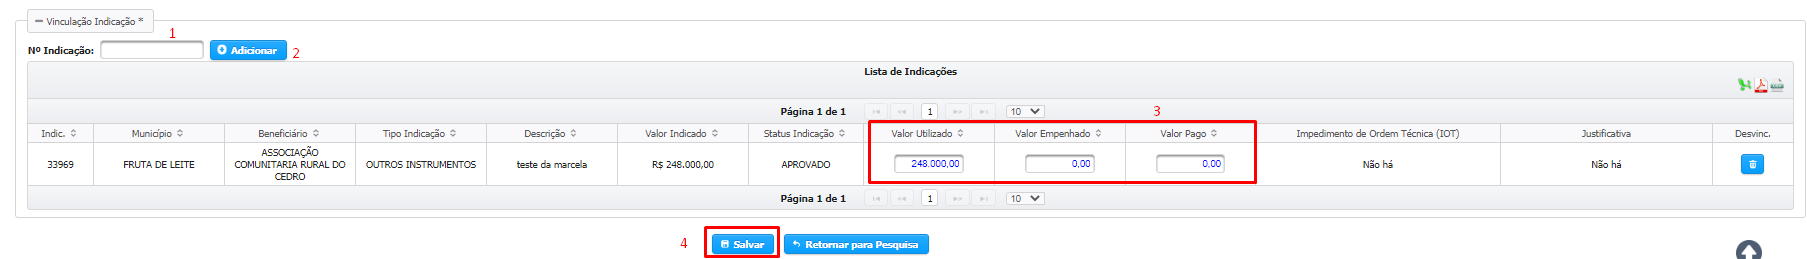 Vinculação Indicação *
1
Nº Indicação: Adicionar 2
Lista de Indicações
Página 1 de 1 1 10 3
Indic. Município Beneficiário Tipo Indicação Descrição Valor Indicado Status Indicação Valor Utilizado Valor Empenhado Valor Pago Impedimento de Ordem Técnica (IOT) Justificativa Desvinc.
33969 FRUTA DE LEITE ASSOCIAÇÃO COMUNITARIA RURAL DO CEDRO OUTROS INSTRUMENTOS teste da marcela R$ 248.000,00 APROVADO 248.000,00 0,00 0,00 Não há Não há
Página 1 de 1 1 10
4 Salvar Retornar para Pesquisa